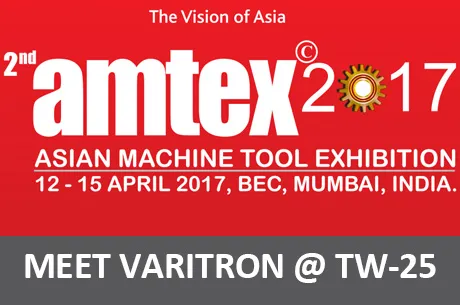 The Vision of Asia
2nd amtex © 2017
ASIAN MACHINE TOOL EXHIBITION
12 - 15 APRIL 2017, BEC, MUMBAI, INDIA.
MEET VARITRON @ TW-25